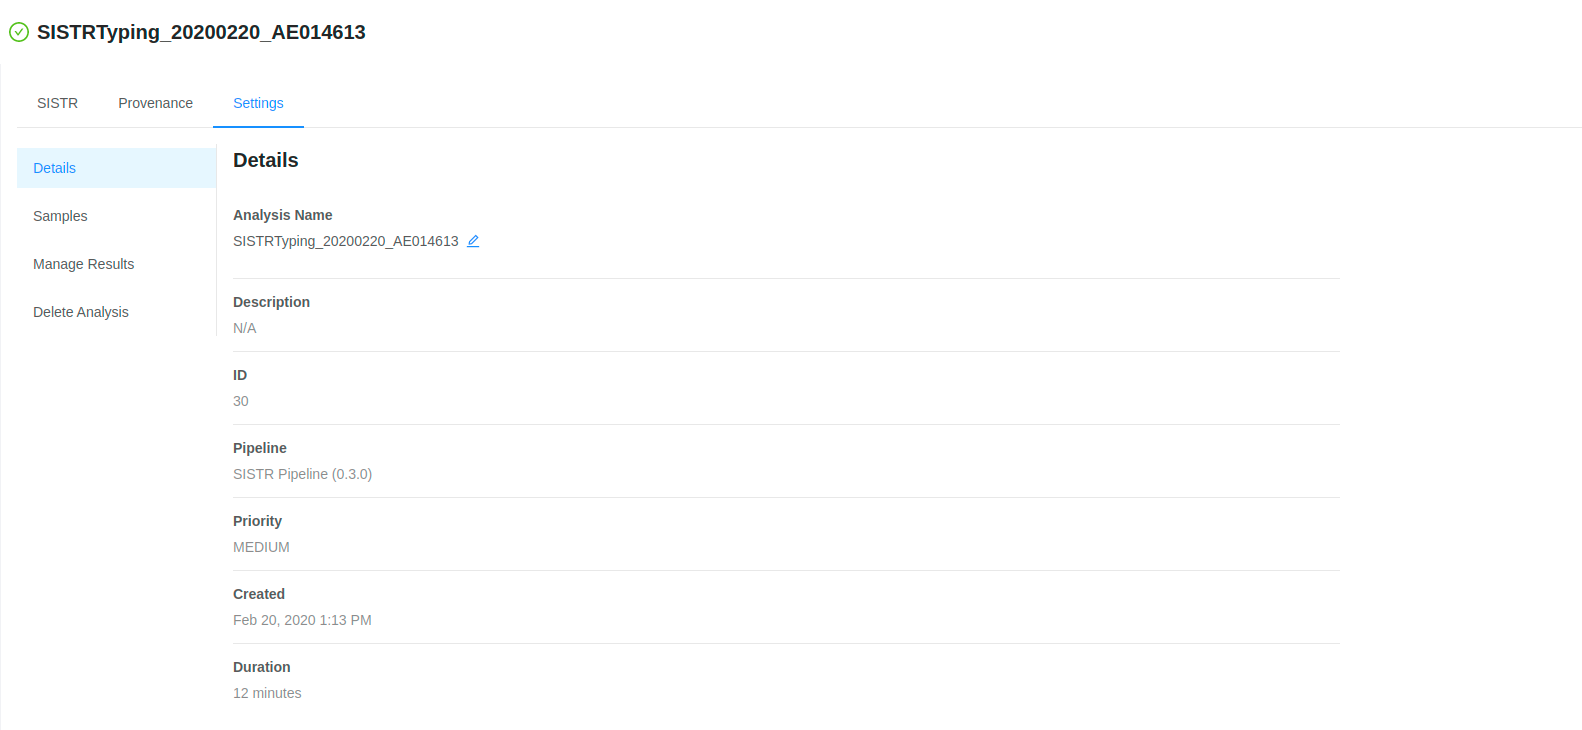 SISTRTyping_20200220_AE014613
SISTR
Provenance
Settings
Details
Samples
Manage Results
Delete Analysis
Details
Analysis Name
SISTRTyping_20200220_AE014613
Description
N/A
ID
30
Pipeline
SISTR Pipeline (0.3.0)
Priority
MEDIUM
Created
Feb 20, 2020 1:13 PM
Duration
12 minutes